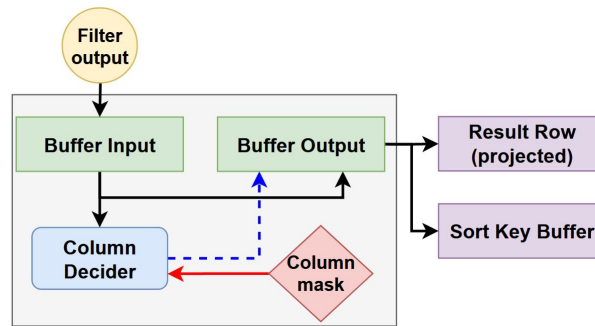 Filter
output
Buffer Input
Buffer Output
Result Row
(projected)
Sort Key Buffer
Column
Decider
Column
mask